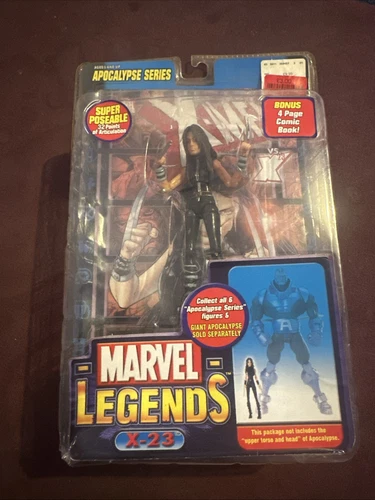 APOCALYPSE SERIES
SUPER
POSEABLE
32 Points
of Articulation
BONUS
4 Page
Comic
Book!
VS.
X
Collect all 6
"Apocalypse Series"
figures &
GIANT APOCALYPSE
SOLD SEPARATELY
MARVEL
LEGENDS
X-23
This package not includes the
"upper torso and head" of Apocalypse.